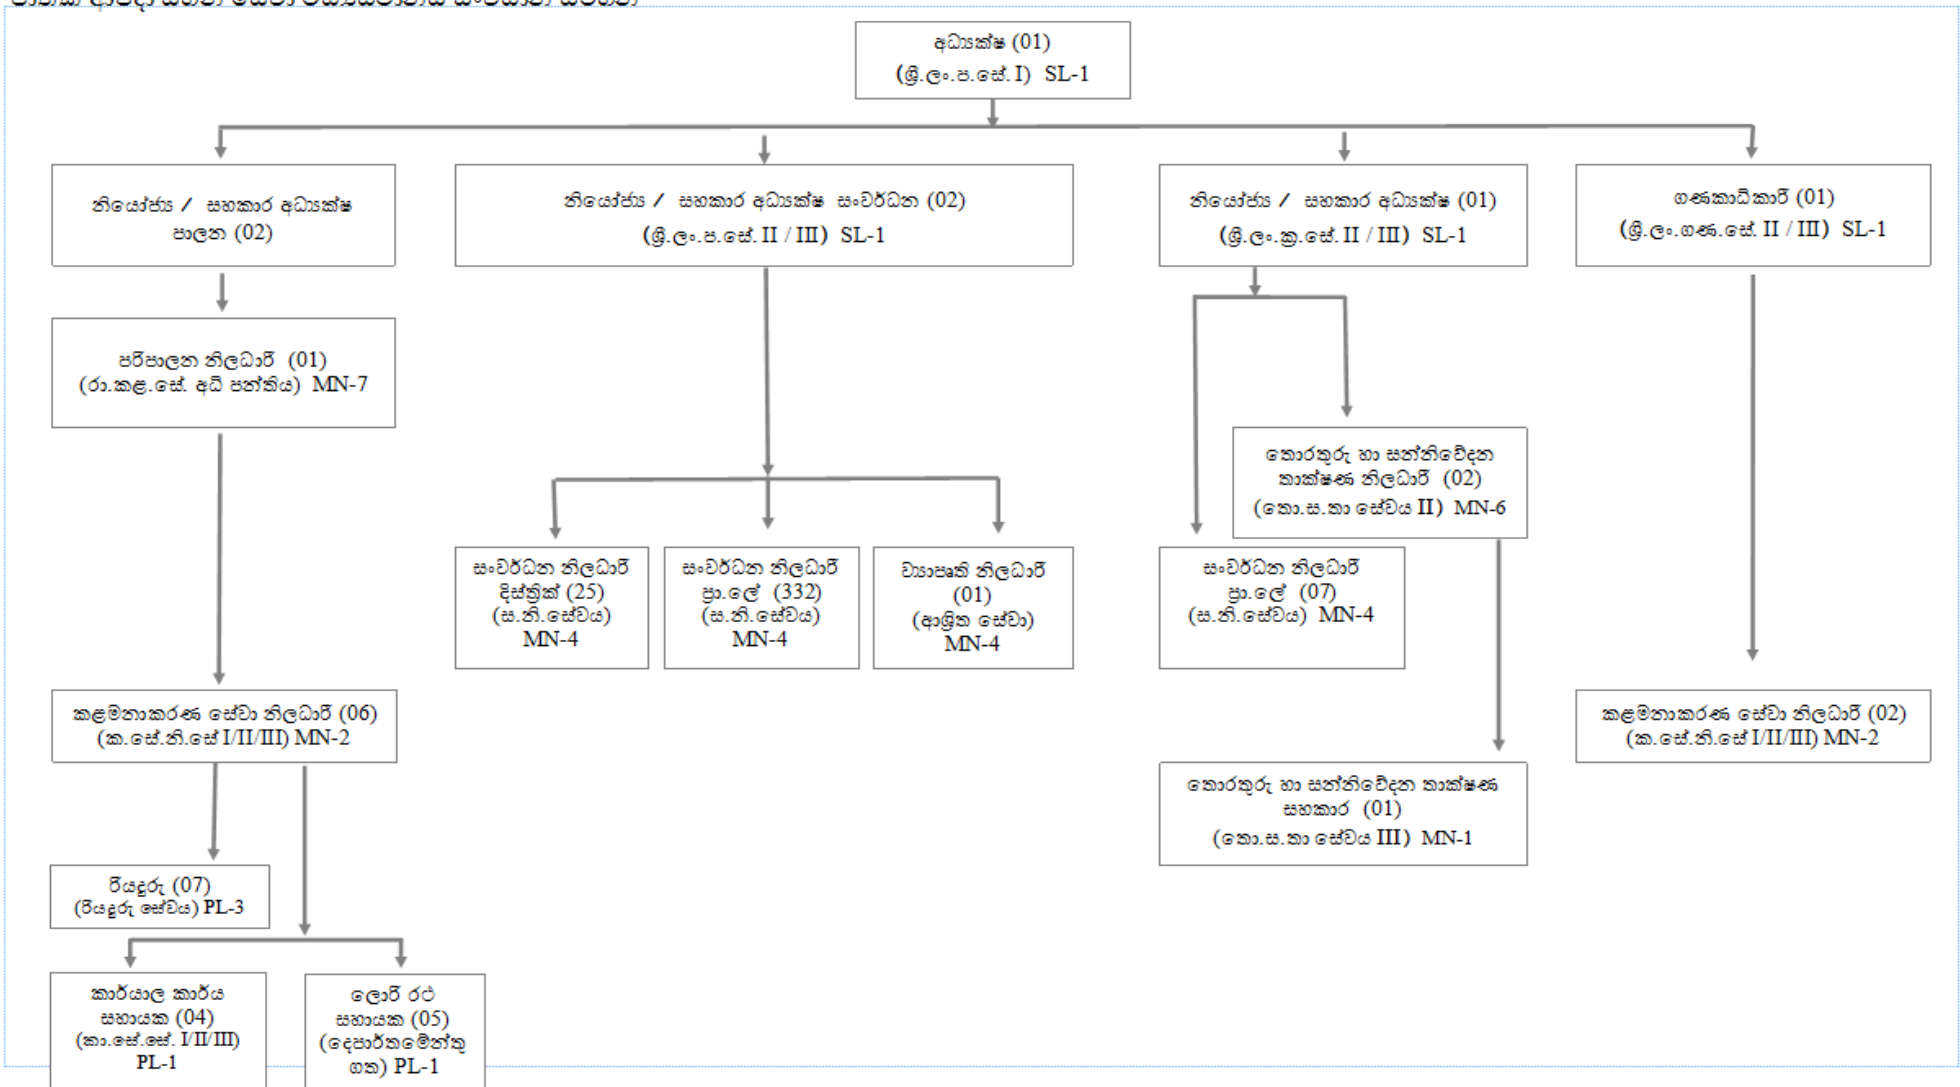 ජාතික ආපදා සහන සේවා මධ්‍යස්ථානය සංවිධාන සටහන
අධ්‍යක්ෂ (01)
(ශ්‍රී.ලං.ප.සේ. I) SL-1
නියෝජ්‍ය / සහකාර අධ්‍යක්ෂ
පාලන (02)
නියෝජ්‍ය / සහකාර අධ්‍යක්ෂ සංවර්ධන (02)
(ශ්‍රී.ලං.ප.සේ. II / III) SL-1
නියෝජ්‍ය / සහකාර අධ්‍යක්ෂ (01)
(ශ්‍රී.ලං.ක්‍ර.සේ. II / III) SL-1
ගණකාධිකාරී (01)
(ශ්‍රී.ලං.ගණ.සේ. II / III) SL-1
පරිපාලන නිලධාරී (01)
(රා.කළ.සේ. අධි පන්තිය) MN-7
තොරතුරු හා සන්නිවේදන
තාක්ෂණ නිලධාරී (02)
(තො.ස.තා සේවය II) MN-6
සංවර්ධන නිලධාරී
දිස්ත්‍රික් (25)
(ස.නි.සේවය)
MN-4
සංවර්ධන නිලධාරී
ප්‍රා.ලේ (332)
(ස.නි.සේවය)
MN-4
ව්‍යාපෘති නිලධාරී
(01)
(ආශ්‍රිත සේවා)
MN-4
සංවර්ධන නිලධාරී
ප්‍රා.ලේ (07)
(ස.නි.සේවය) MN-4
කළමනාකරණ සේවා නිලධාරී (06)
(ක.සේ.නි.සේ I/II/III) MN-2
කළමනාකරණ සේවා නිලධාරී (02)
(ක.සේ.නි.සේ I/II/III) MN-2
තොරතුරු හා සන්නිවේදන තාක්ෂණ
සහකාර (01)
(තො.ස.තා සේවය III) MN-1
රියදුරු (07)
(රියදුරු සේවය) PL-3
කාර්යාල කාර්ය
සහායක (04)
(කා.සේ.සේ. I/II/III)
PL-1
ලොරි රථ
සහායක (05)
(දෙපාර්තමේන්තු
ගත) PL-1